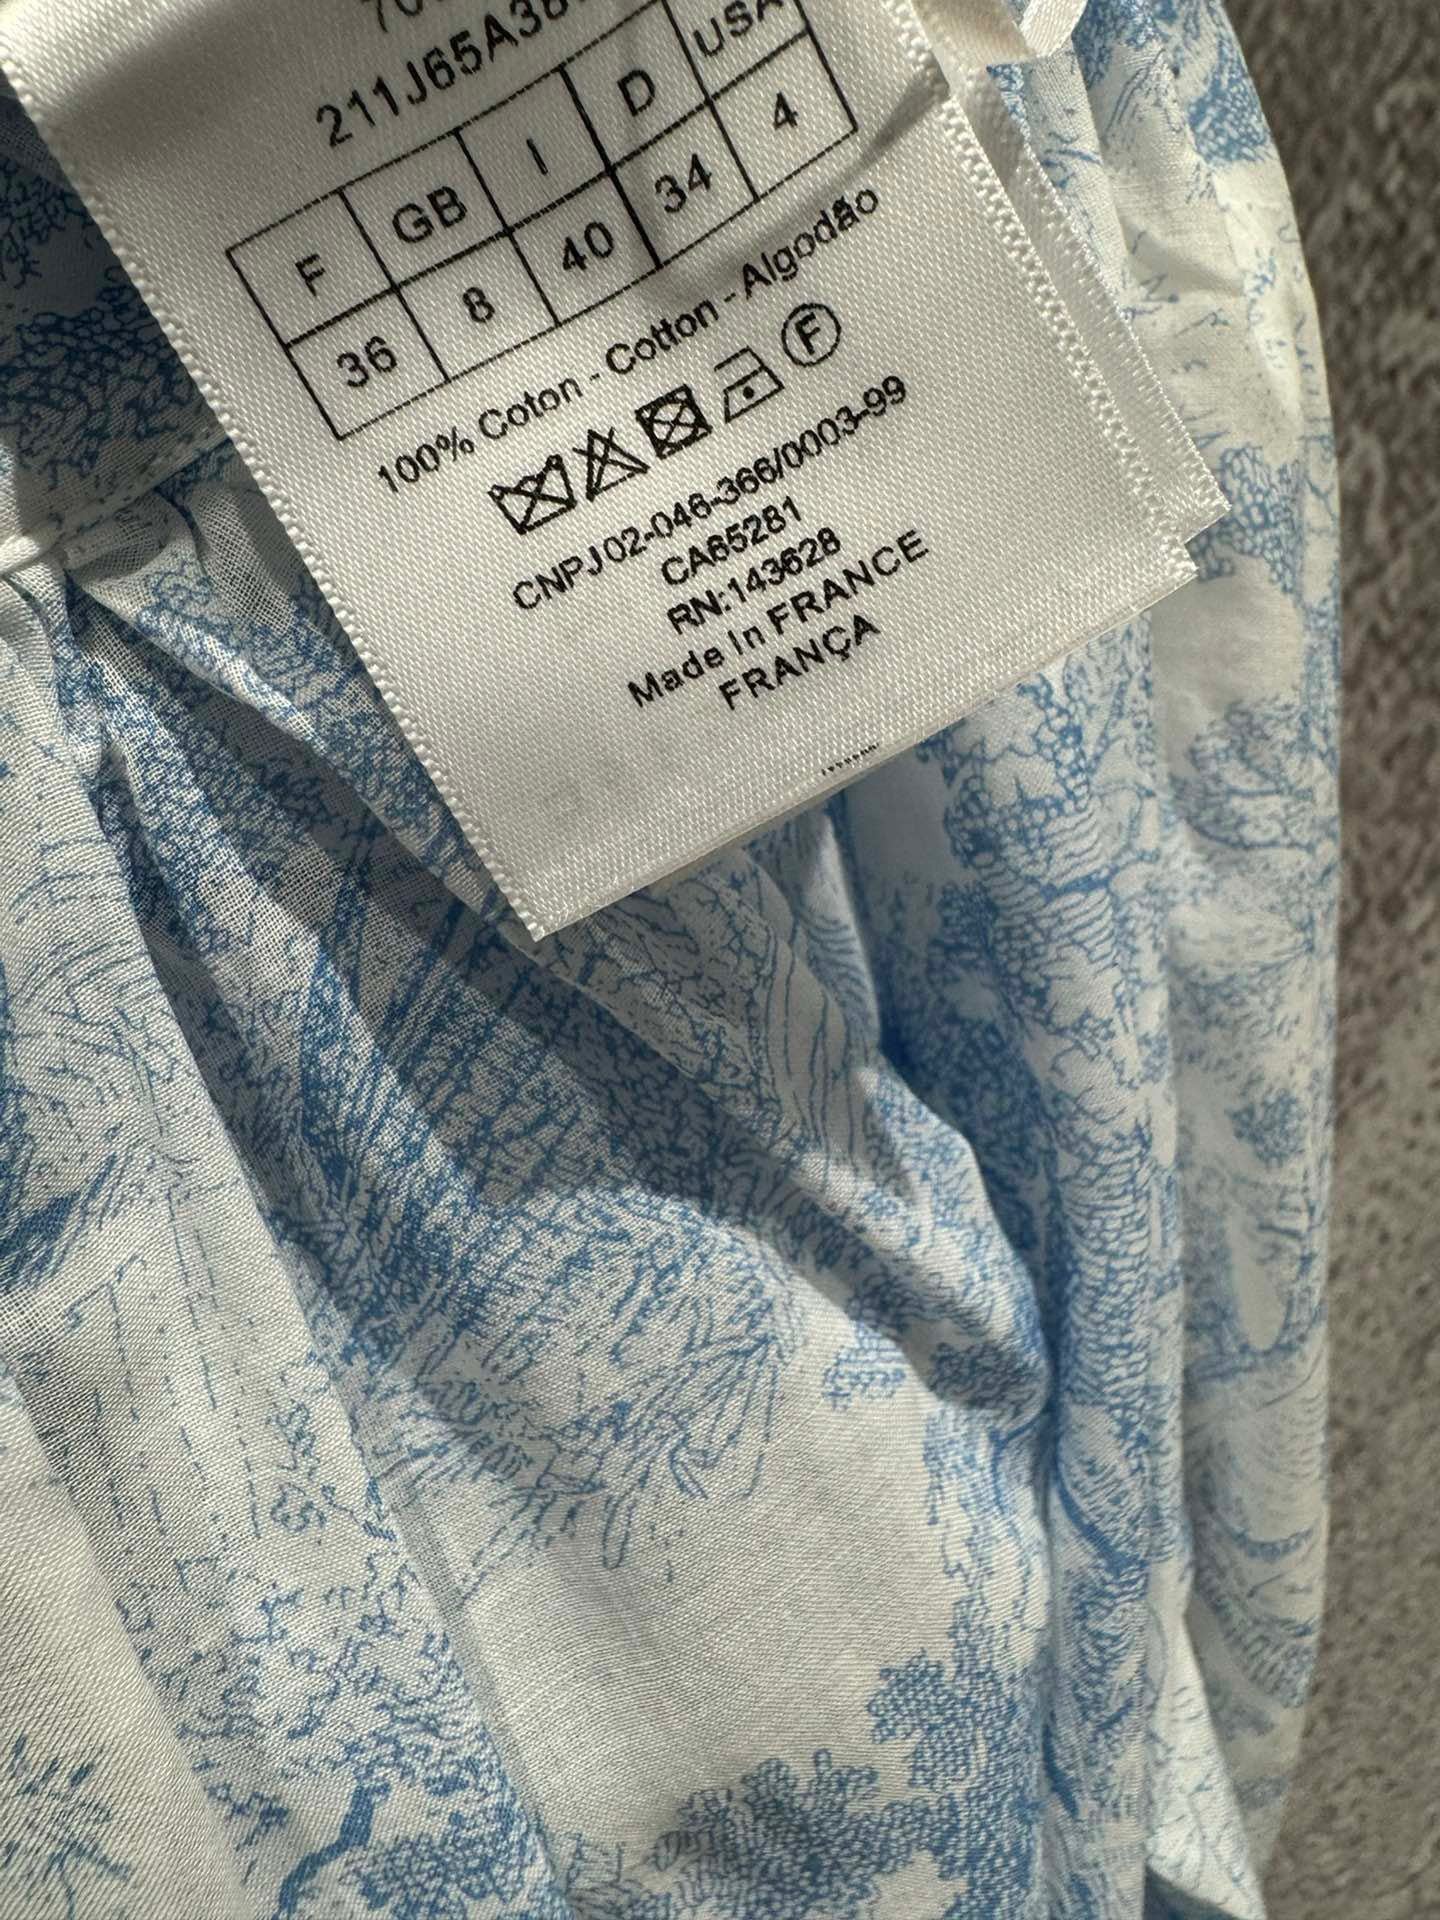 211J65A38
F GB I D USA
36 8 40 34 4
100% Coton - Cotton - Algodão
F
CNPJ02-046-366/0003-99
CA65281
RN:143628
Made In FRANCE
FRANÇA